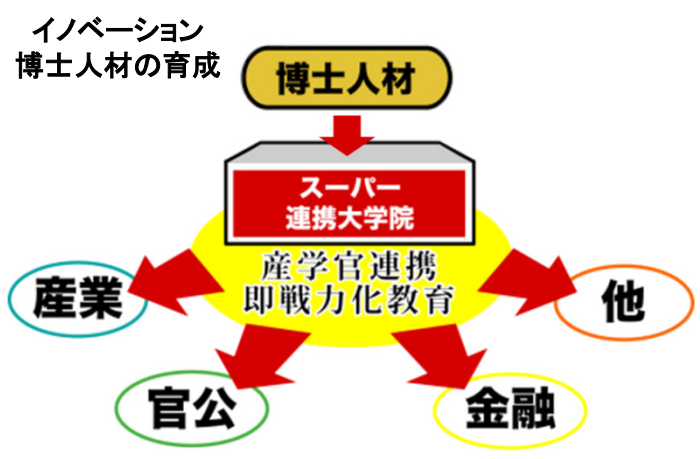 イノベーション
博士人材の育成
博士人材
スーパー
連携大学院
産学官連携
即戦力化教育
産業
他
官公
金融